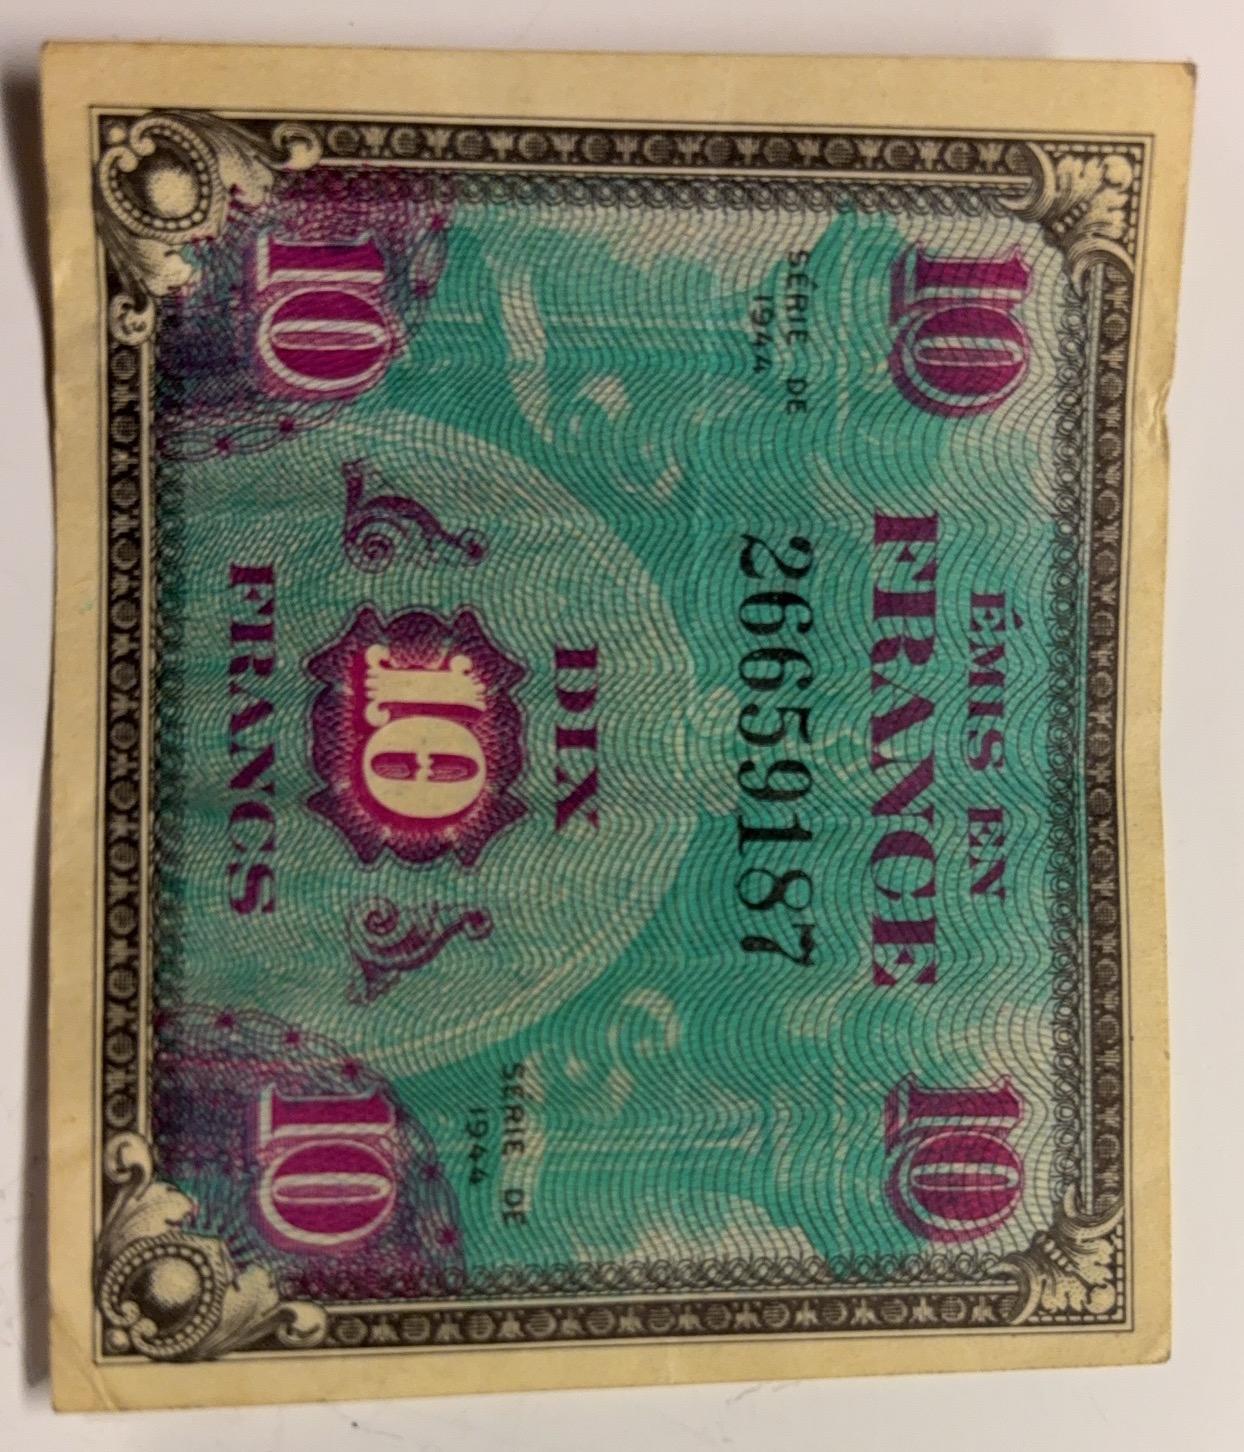 10 10
ÉMIS EN
FRANCE
SÉRIE DE
1944
26659187
SÉRIE DE
1944
DIX
10
FRANCS
10 10